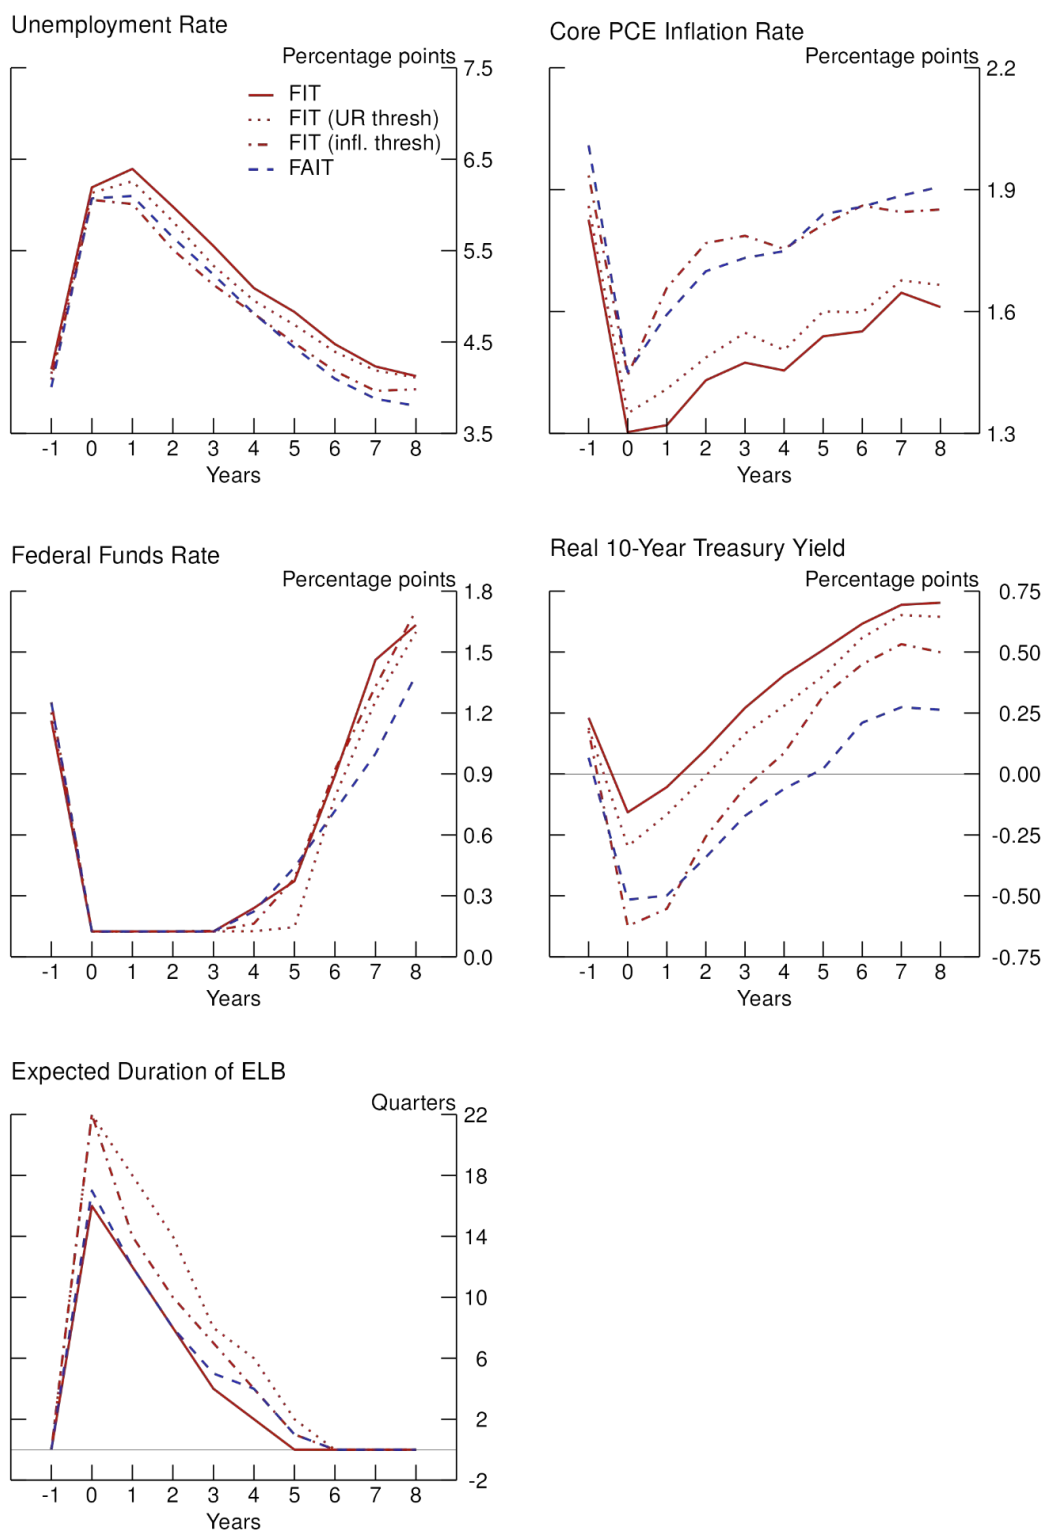 Unemployment Rate
Percentage points
7.5
6.5
5.5
4.5
3.5
FIT
FIT (UR thresh)
FIT (infl. thresh)
FAIT
-1 0 1 2 3 4 5 6 7 8
Years
Core PCE Inflation Rate
Percentage points
2.2
1.9
1.6
1.3
-1 0 1 2 3 4 5 6 7 8
Years
Federal Funds Rate
Percentage points
1.8
1.5
1.2
0.9
0.6
0.3
0.0
-1 0 1 2 3 4 5 6 7 8
Years
Real 10-Year Treasury Yield
Percentage points
0.75
0.50
0.25
0.00
-0.25
-0.50
-0.75
-1 0 1 2 3 4 5 6 7 8
Years
Expected Duration of ELB
Quarters
22
18
14
10
6
2
-2
-1 0 1 2 3 4 5 6 7 8
Years